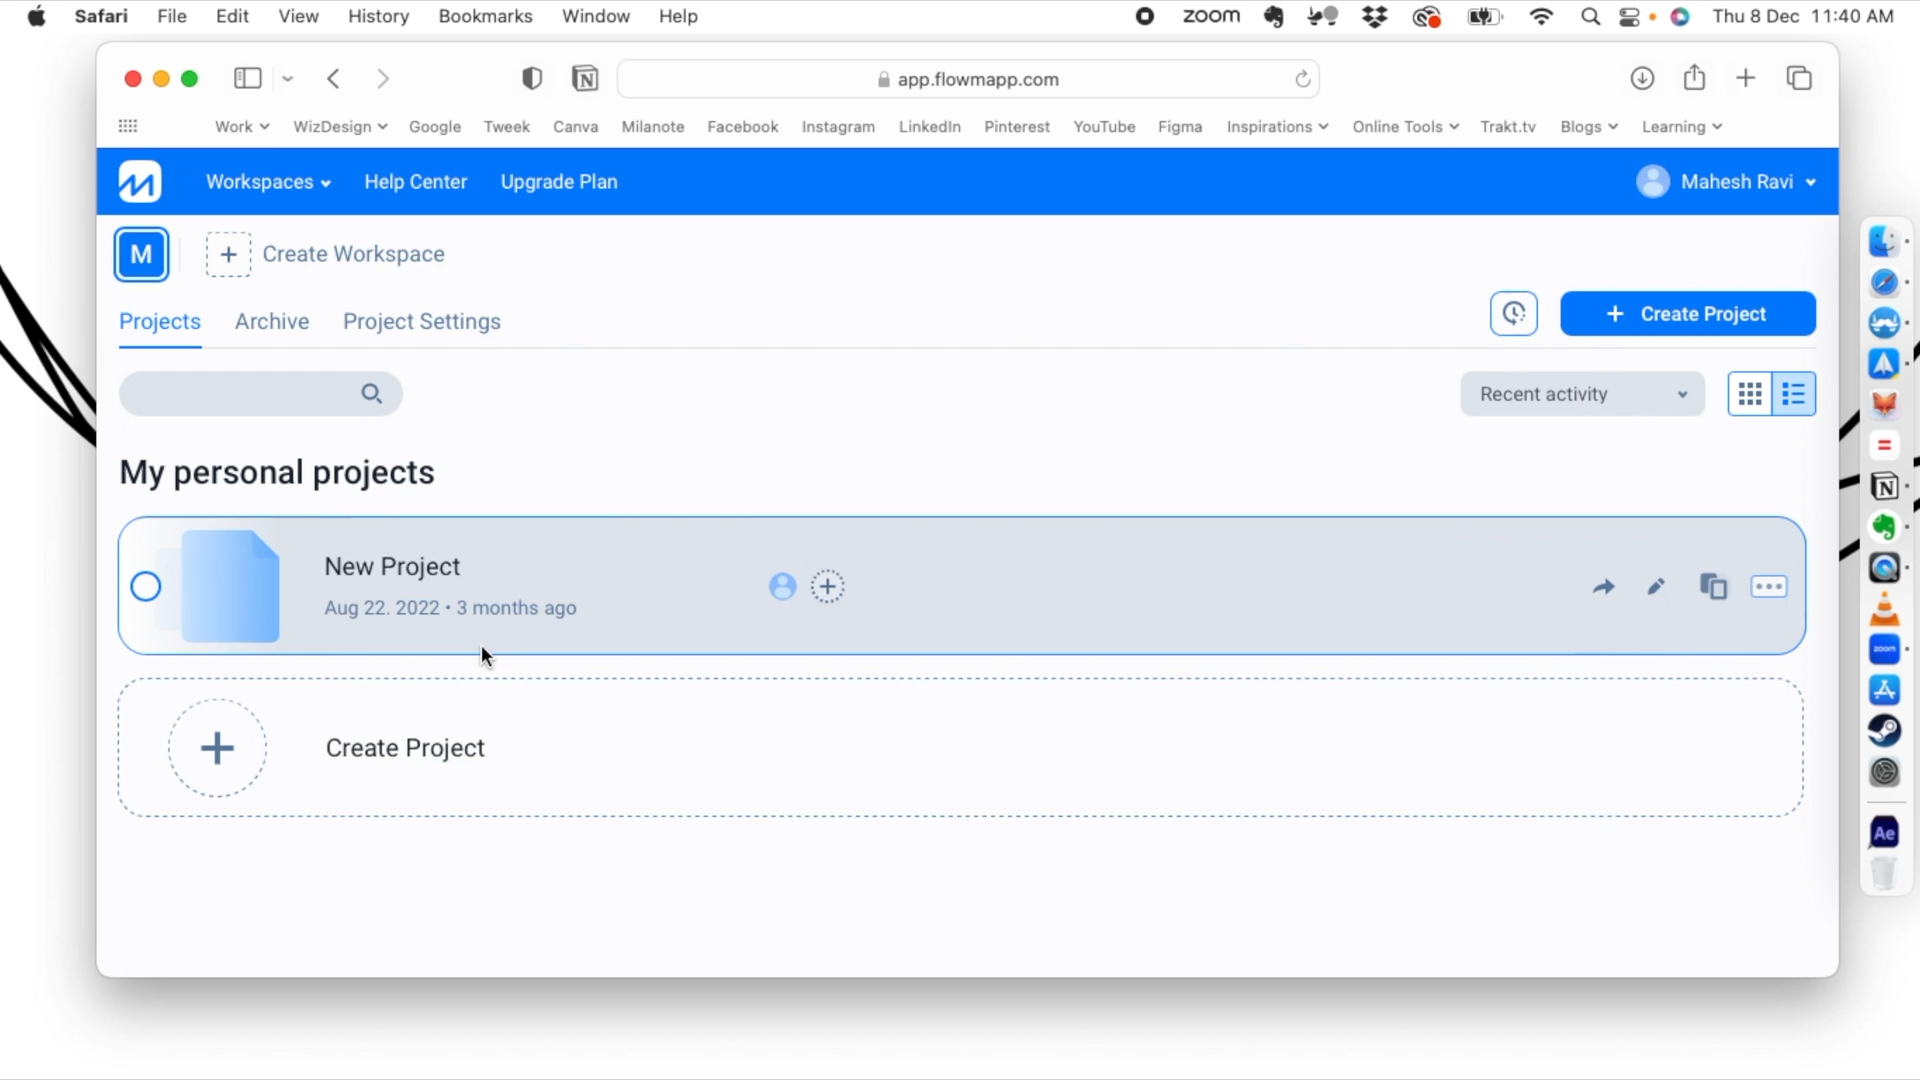 Safari File Edit View History Bookmarks Window Help zoom Thu 8 Dec 11:40 AM
app.flowmapp.com
Work WizDesign Google Tweek Canva Milanote Facebook Instagram LinkedIn Pinterest YouTube Figma Inspirations Online Tools Trakt.tv Blogs Learning
Workspaces Help Center Upgrade Plan Mahesh Ravi
M Create Workspace
Projects Archive Project Settings Create Project
Recent activity
My personal projects
New Project
Aug 22. 2022 • 3 months ago
Create Project
zoom
Ae